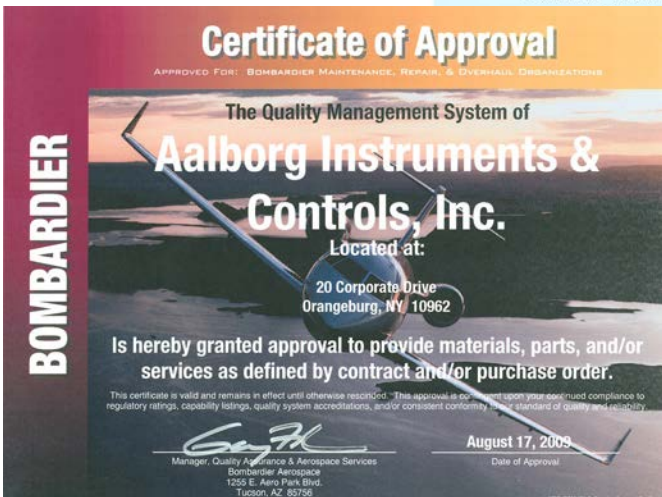 Certificate of Approval
APPROVED FOR: BOMBARDIER MAINTENANCE, REPAIR, & OVERHAUL ORGANIZATIONS
BOMBARDIER
The Quality Management System of
Aalborg Instruments &
Controls, Inc.
Located at:
20 Corporate Drive
Orangeburg, NY 10962
Is hereby granted approval to provide materials, parts, and/or
services as defined by contract and/or purchase order.
This certificate is valid and remains in effect until otherwise rescinded. This approval is contingent upon your continued compliance to
regulatory ratings, capability listings, quality system accreditations, and/or consistent conformity to our standard of quality and reliability.
August 17, 2009
Manager, Quality Assurance & Aerospace Services
Date of Approval
Bombardier Aerospace
1255 E. Aero Park Blvd.
Tucson, AZ 85756